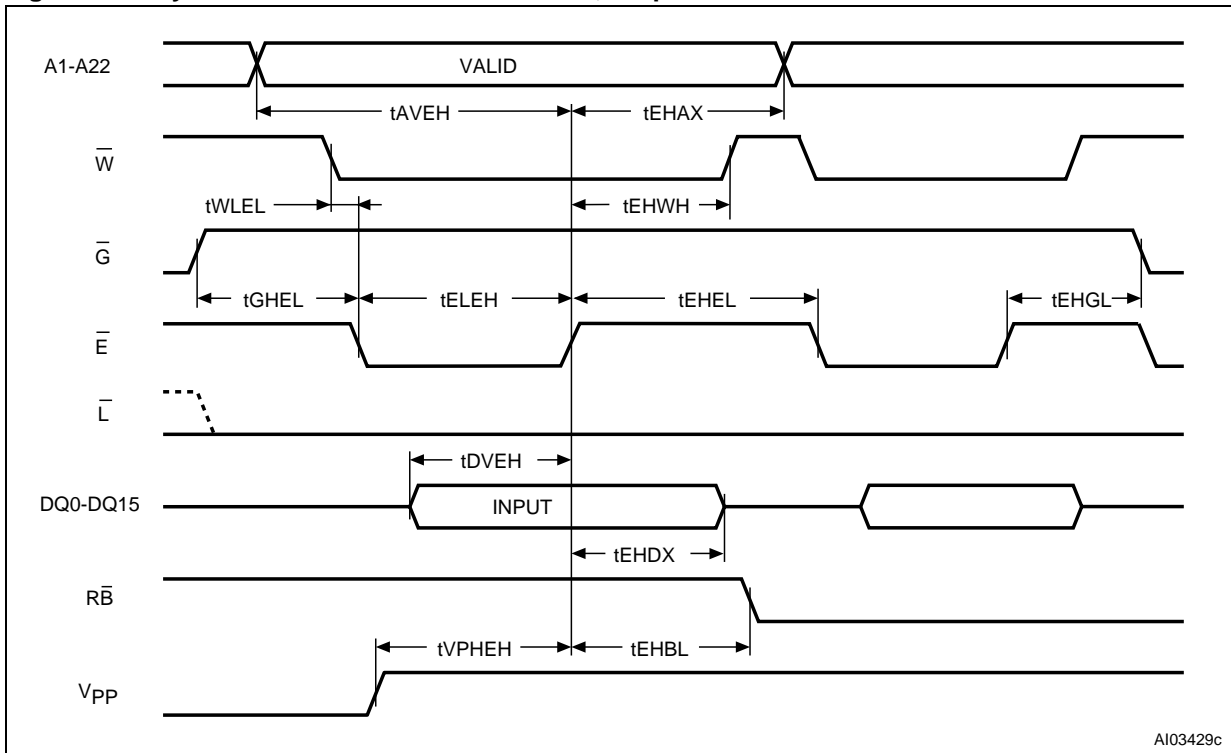 A1-A22
VALID
tAVEH
tEHAX
W̅
tWLEL
tEHWH
G̅
tGHEL
tELEH
tEHEL
tEHGL
E̅
L̅
tDVEH
DQ0-DQ15
INPUT
tEHDX
RB̅
tVPHEH
tEHBL
VPP
AI03429c